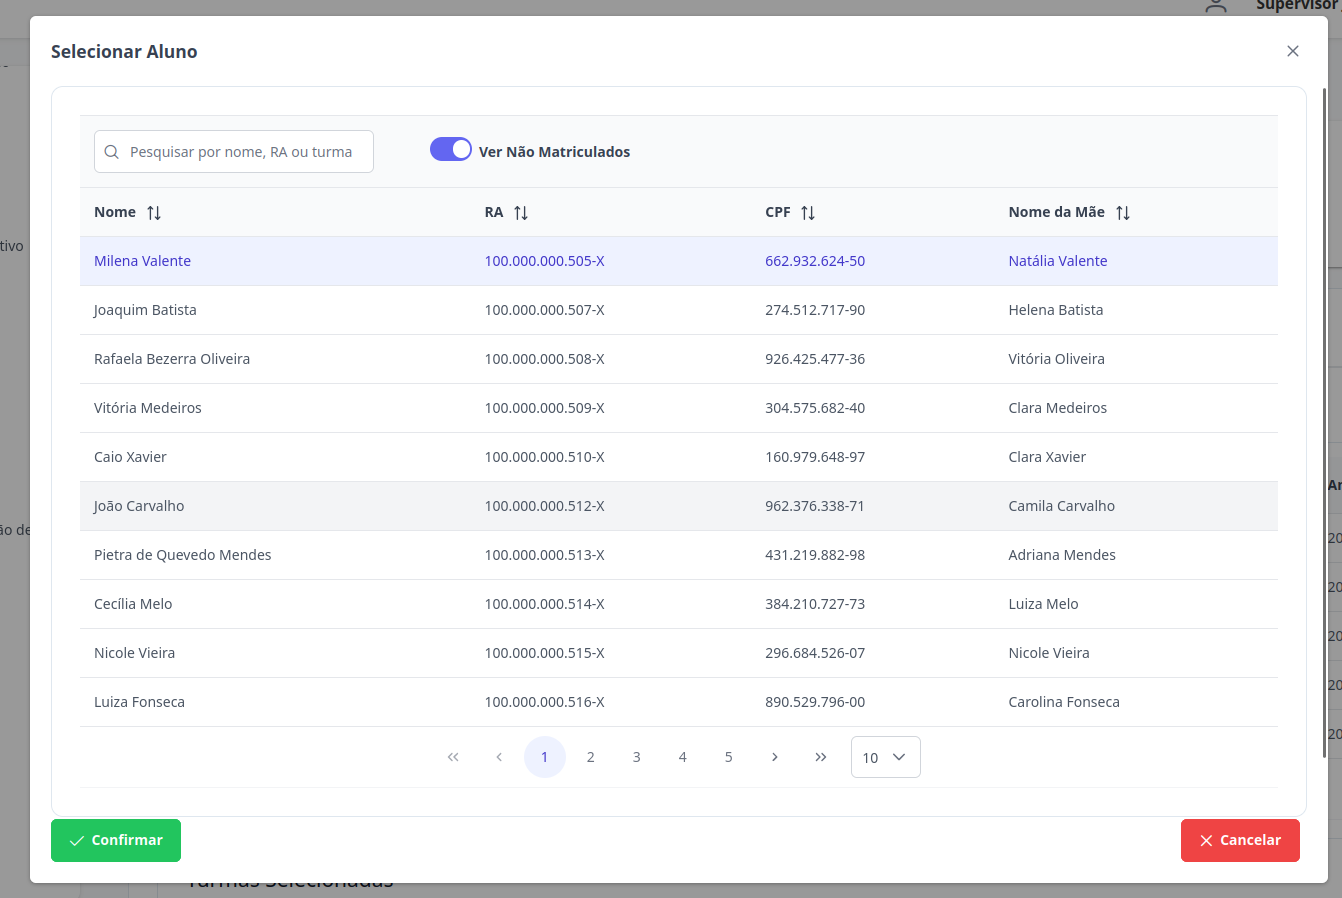 Supervisor
Selecionar Aluno
Pesquisar por nome, RA ou turma
Ver Não Matriculados
Nome RA CPF Nome da Mãe
tivo
Milena Valente 100.000.000.505-X 662.932.624-50 Natália Valente
Joaquim Batista 100.000.000.507-X 274.512.717-90 Helena Batista
Rafaela Bezerra Oliveira 100.000.000.508-X 926.425.477-36 Vitória Oliveira
Vitória Medeiros 100.000.000.509-X 304.575.682-40 Clara Medeiros
Caio Xavier 100.000.000.510-X 160.979.648-97 Clara Xavier
João Carvalho 100.000.000.512-X 962.376.338-71 Camila Carvalho
ão de
Pietra de Quevedo Mendes 100.000.000.513-X 431.219.882-98 Adriana Mendes
Cecília Melo 100.000.000.514-X 384.210.727-73 Luiza Melo
Nicole Vieira 100.000.000.515-X 296.684.526-07 Nicole Vieira
Luiza Fonseca 100.000.000.516-X 890.529.796-00 Carolina Fonseca
1 2 3 4 5 10
Confirmar Cancelar
Turmas Selecionadas